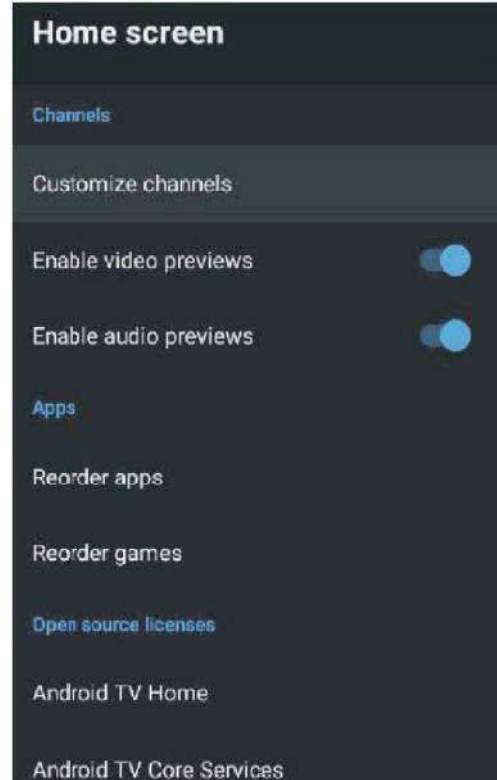 Home screen
Channels
Customize channels
Enable video previews
Enable audio previews
Apps
Reorder apps
Reorder games
Open source licenses
Android TV Home
Android TV Core Services